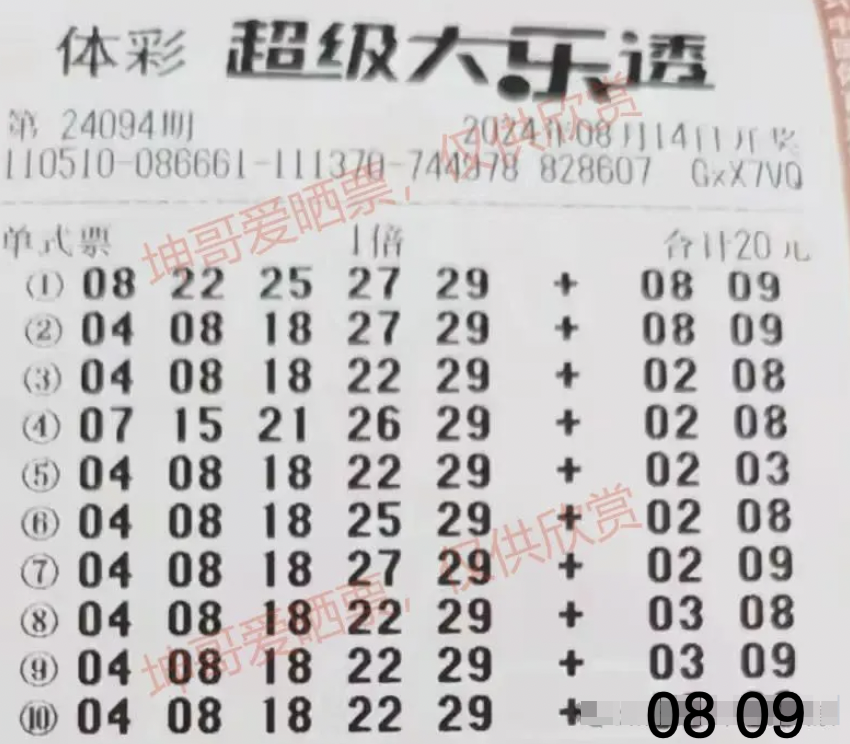 体彩 超级大乐透
第 24094期 2024年08月14日开奖
110510-086661-111370-744978 828607 GxX7VQ
单式票 1倍 合计20元
① 08 22 25 27 29 + 08 09
② 04 08 18 27 29 + 08 09
③ 04 08 18 22 29 + 02 08
④ 07 15 21 26 29 + 02 08
⑤ 04 08 18 22 29 + 02 03
⑥ 04 08 18 25 29 + 02 08
⑦ 04 08 18 27 29 + 02 09
⑧ 04 08 18 22 29 + 03 08
⑨ 04 08 18 22 29 + 03 09
⑩ 04 08 18 22 29 + 08 09
坤哥爱晒票，仅供欣赏
坤哥爱晒票，仅供欣赏